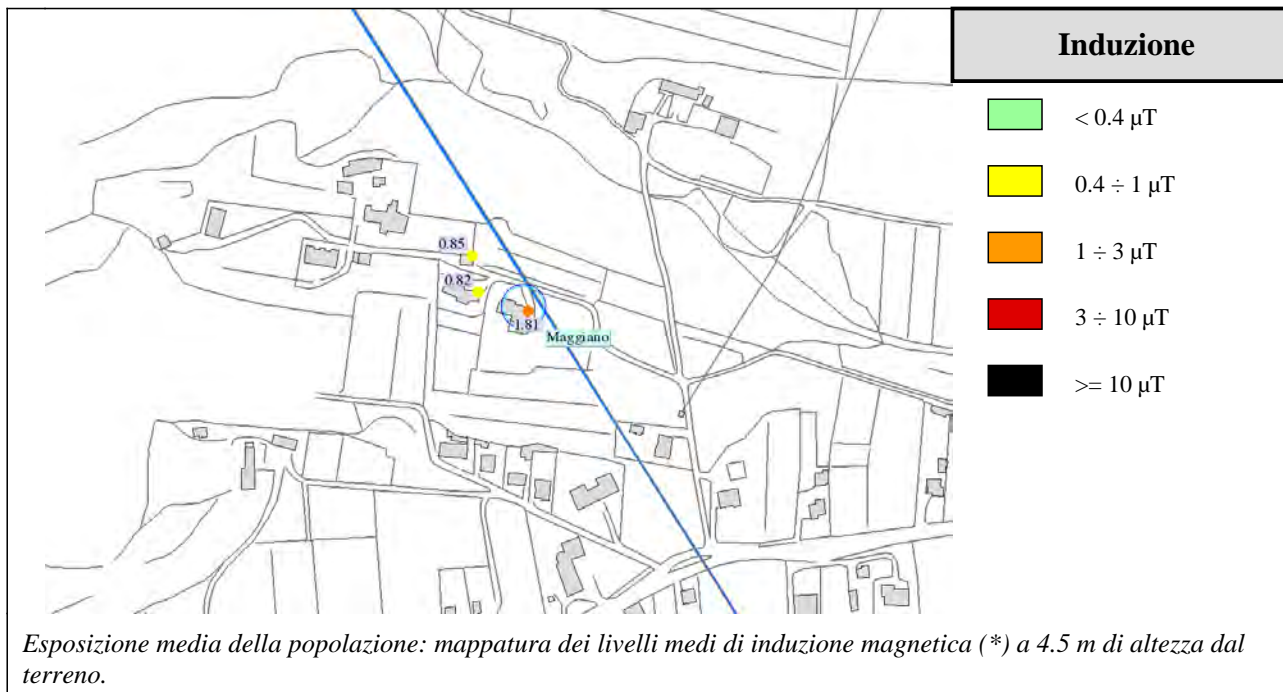 Induzione
< 0.4 µT
0.4 ÷ 1 µT
1 ÷ 3 µT
3 ÷ 10 µT
>= 10 µT
0.85
0.82
1.81
Maggiano
Esposizione media della popolazione: mappatura dei livelli medi di induzione magnetica (*) a 4.5 m di altezza dal
terreno.